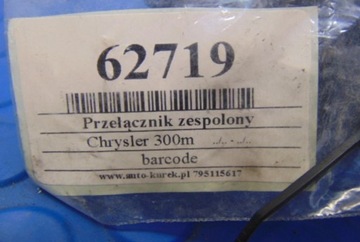 62719
Przełącznik zespolony
Chrysler 300m ../.. - ../..
barcode
www.auto-kurek.pl 795115617